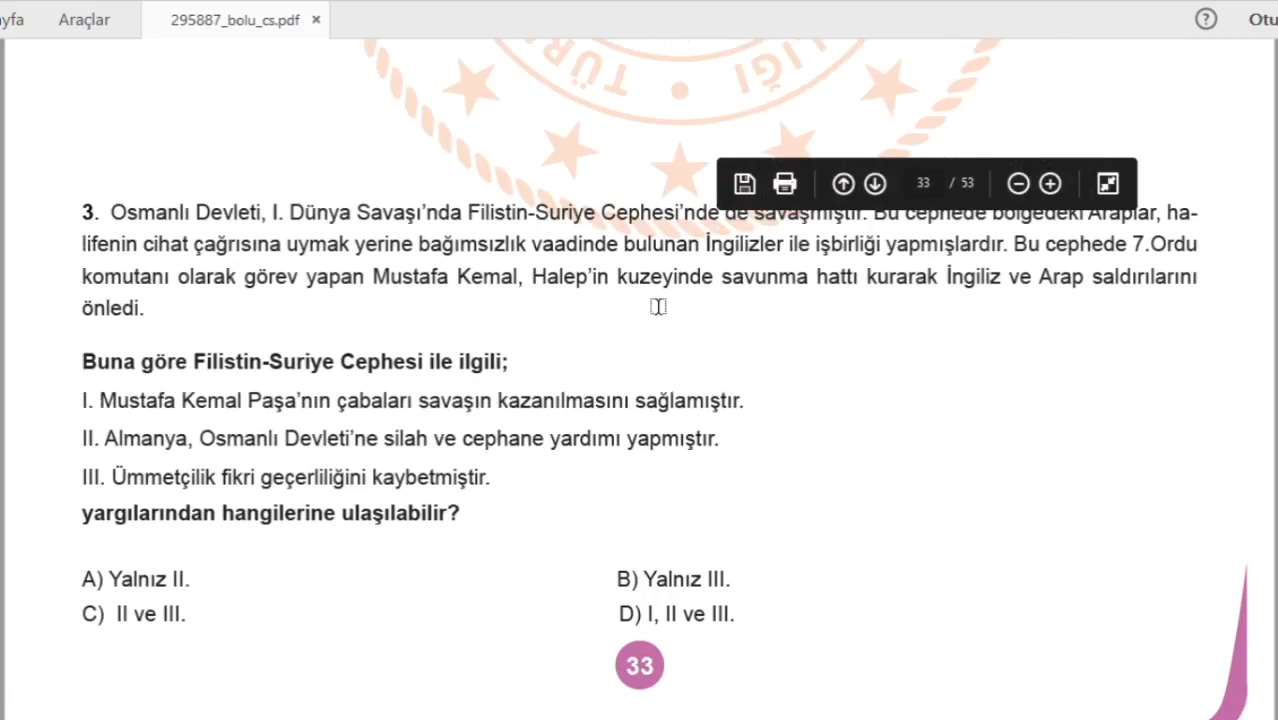 yfa
Araçlar
295887_bolu_cs.pdf ×
?
Otu
TÜR
LIĞI
33 / 53
3. Osmanlı Devleti, I. Dünya Savaşı’nda Filistin-Suriye Cephesi’nde de savaşmıştır. Bu cephede bölgedeki Araplar, ha-
lifenin cihat çağrısına uymak yerine bağımsızlık vaadinde bulunan İngilizler ile işbirliği yapmışlardır. Bu cephede 7.Ordu
komutanı olarak görev yapan Mustafa Kemal, Halep’in kuzeyinde savunma hattı kurarak İngiliz ve Arap saldırılarını
önledi.
Buna göre Filistin-Suriye Cephesi ile ilgili;
I. Mustafa Kemal Paşa’nın çabaları savaşın kazanılmasını sağlamıştır.
II. Almanya, Osmanlı Devleti’ne silah ve cephane yardımı yapmıştır.
III. Ümmetçilik fikri geçerliliğini kaybetmiştir.
yargılarından hangilerine ulaşılabilir?
A) Yalnız II.
B) Yalnız III.
C) II ve III.
D) I, II ve III.
33